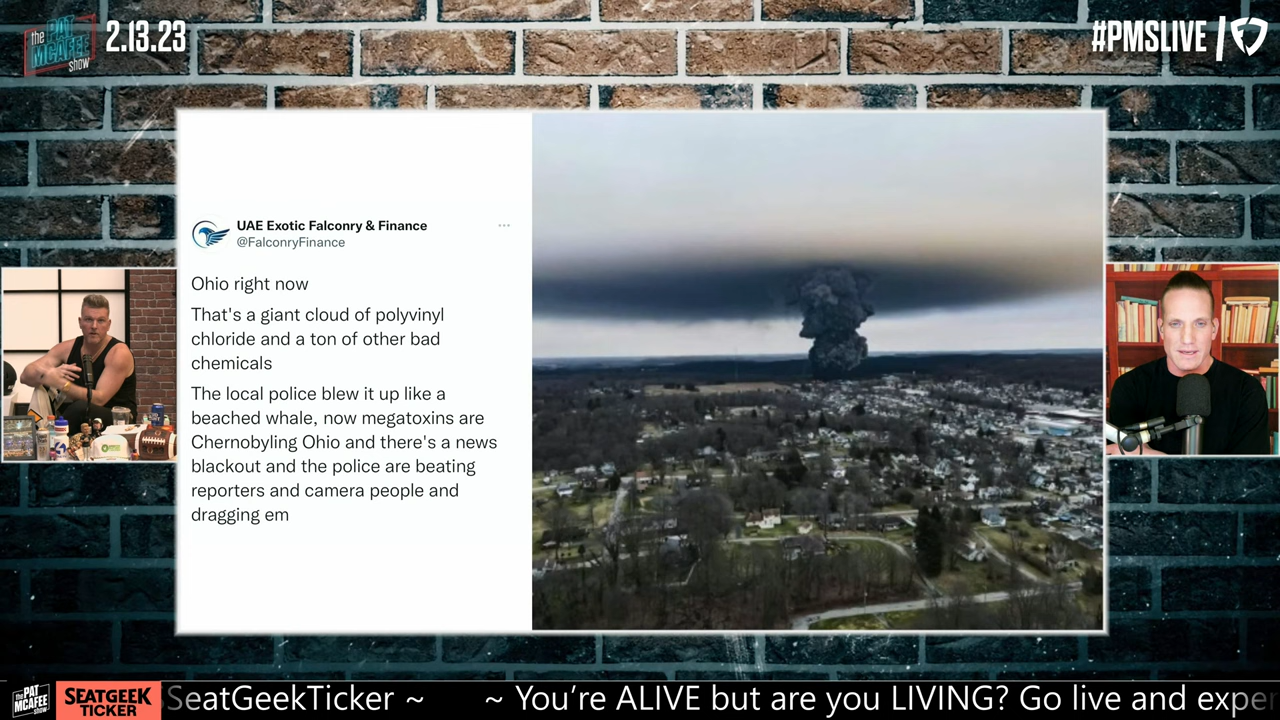 the
PAT
MCAFEE
show
2.13.23
#PMSLIVE
UAE Exotic Falconry & Finance
@FalconryFinance
Ohio right now
That's a giant cloud of polyvinyl
chloride and a ton of other bad
chemicals
The local police blew it up like a
beached whale, now megatoxins are
Chernobyling Ohio and there's a news
blackout and the police are beating
reporters and camera people and
dragging em
the PAT
MCAFEE
show
SEATGEEK
TICKER
SeatGeekTicker ~ ~ You're ALIVE but are you LIVING? Go live and expe